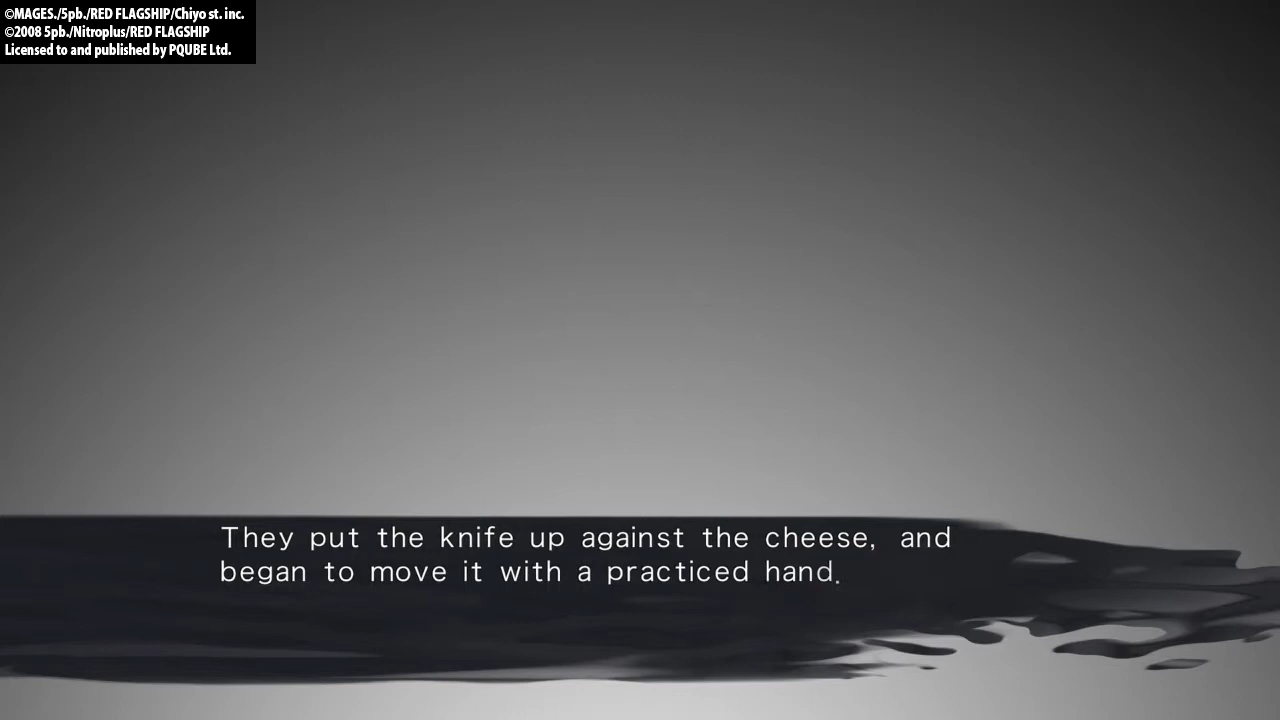 ©MAGES./5pb./RED FLAGSHIP/Chiyo st. inc.
©2008 5pb./Nitroplus/RED FLAGSHIP
Licensed to and published by PQUBE Ltd.
They put the knife up against the cheese, and
began to move it with a practiced hand.